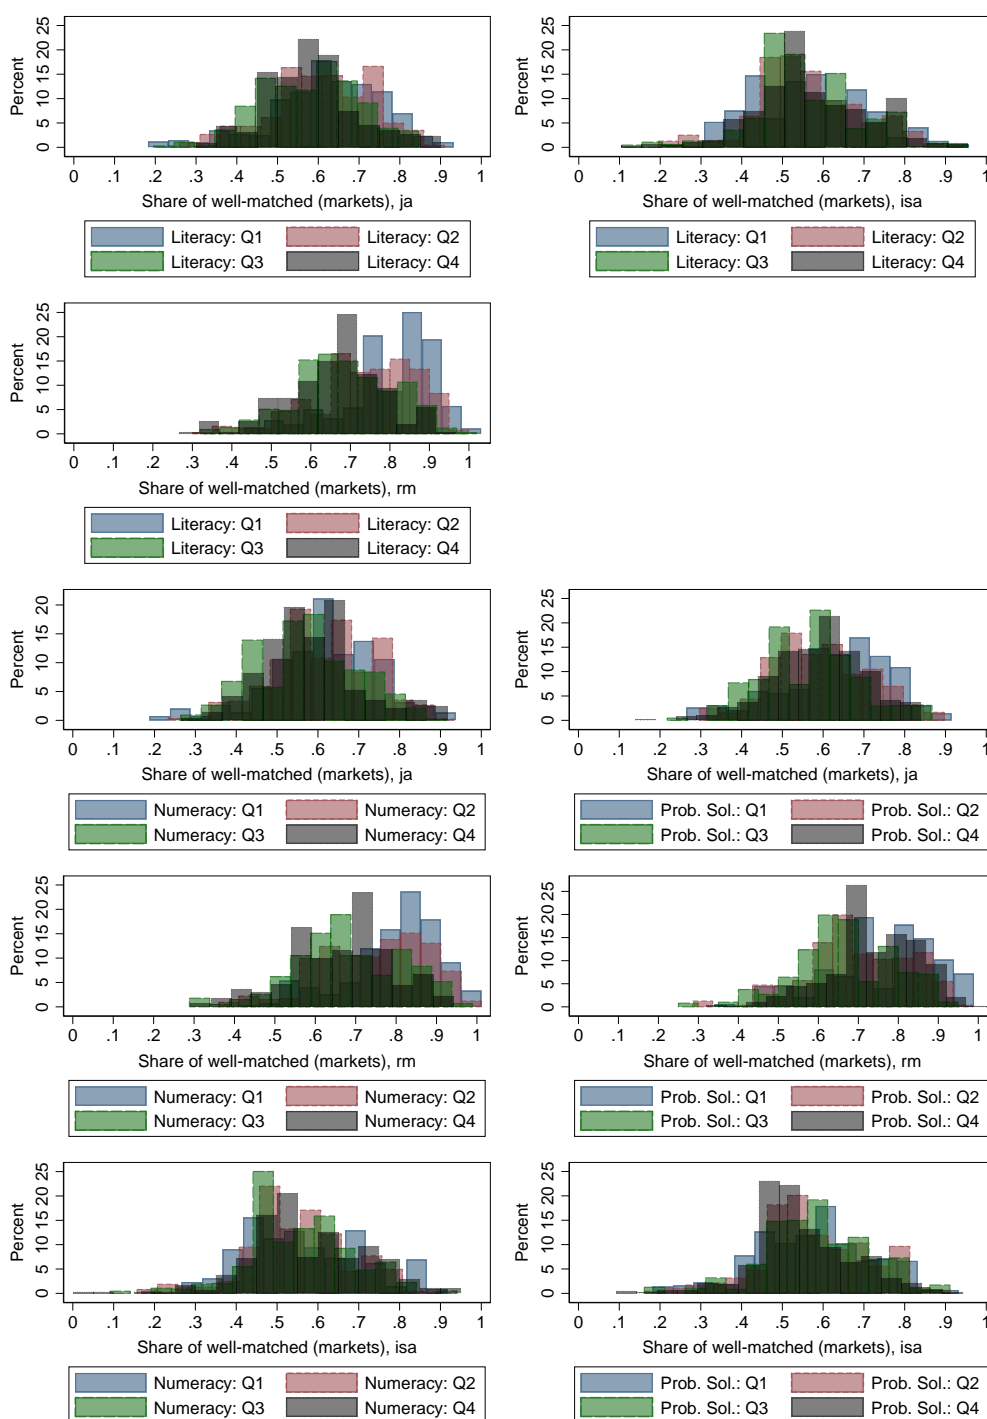 Percent
0 5 10 15 20 25
0 .1 .2 .3 .4 .5 .6 .7 .8 .9 1
Share of well-matched (markets), ja
Literacy: Q1 Literacy: Q2
Literacy: Q3 Literacy: Q4
Percent
0 5 10 15 20 25
0 .1 .2 .3 .4 .5 .6 .7 .8 .9 1
Share of well-matched (markets), isa
Literacy: Q1 Literacy: Q2
Literacy: Q3 Literacy: Q4
Percent
0 5 10 15 20 25
0 .1 .2 .3 .4 .5 .6 .7 .8 .9 1
Share of well-matched (markets), rm
Literacy: Q1 Literacy: Q2
Literacy: Q3 Literacy: Q4
Percent
0 5 10 15 20
0 .1 .2 .3 .4 .5 .6 .7 .8 .9 1
Share of well-matched (markets), ja
Numeracy: Q1 Numeracy: Q2
Numeracy: Q3 Numeracy: Q4
Percent
0 5 10 15 20 25
0 .1 .2 .3 .4 .5 .6 .7 .8 .9 1
Share of well-matched (markets), ja
Prob. Sol.: Q1 Prob. Sol.: Q2
Prob. Sol.: Q3 Prob. Sol.: Q4
Percent
0 5 10 15 20 25
0 .1 .2 .3 .4 .5 .6 .7 .8 .9 1
Share of well-matched (markets), rm
Numeracy: Q1 Numeracy: Q2
Numeracy: Q3 Numeracy: Q4
Percent
0 5 10 15 20 25
0 .1 .2 .3 .4 .5 .6 .7 .8 .9 1
Share of well-matched (markets), rm
Prob. Sol.: Q1 Prob. Sol.: Q2
Prob. Sol.: Q3 Prob. Sol.: Q4
Percent
0 5 10 15 20 25
0 .1 .2 .3 .4 .5 .6 .7 .8 .9 1
Share of well-matched (markets), isa
Numeracy: Q1 Numeracy: Q2
Numeracy: Q3 Numeracy: Q4
Percent
0 5 10 15 20 25
0 .1 .2 .3 .4 .5 .6 .7 .8 .9 1
Share of well-matched (markets), isa
Prob. Sol.: Q1 Prob. Sol.: Q2
Prob. Sol.: Q3 Prob. Sol.: Q4